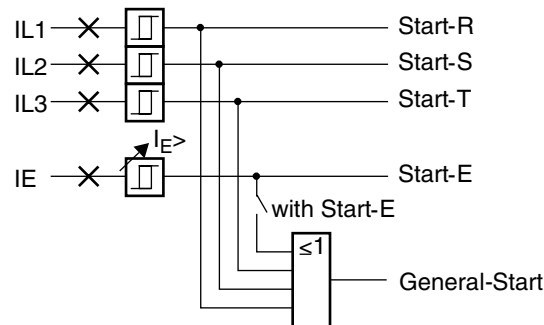 IL1 Start-R
IL2 Start-S
IL3 Start-T
IE>
IE Start-E
with Start-E
≤1
General-Start